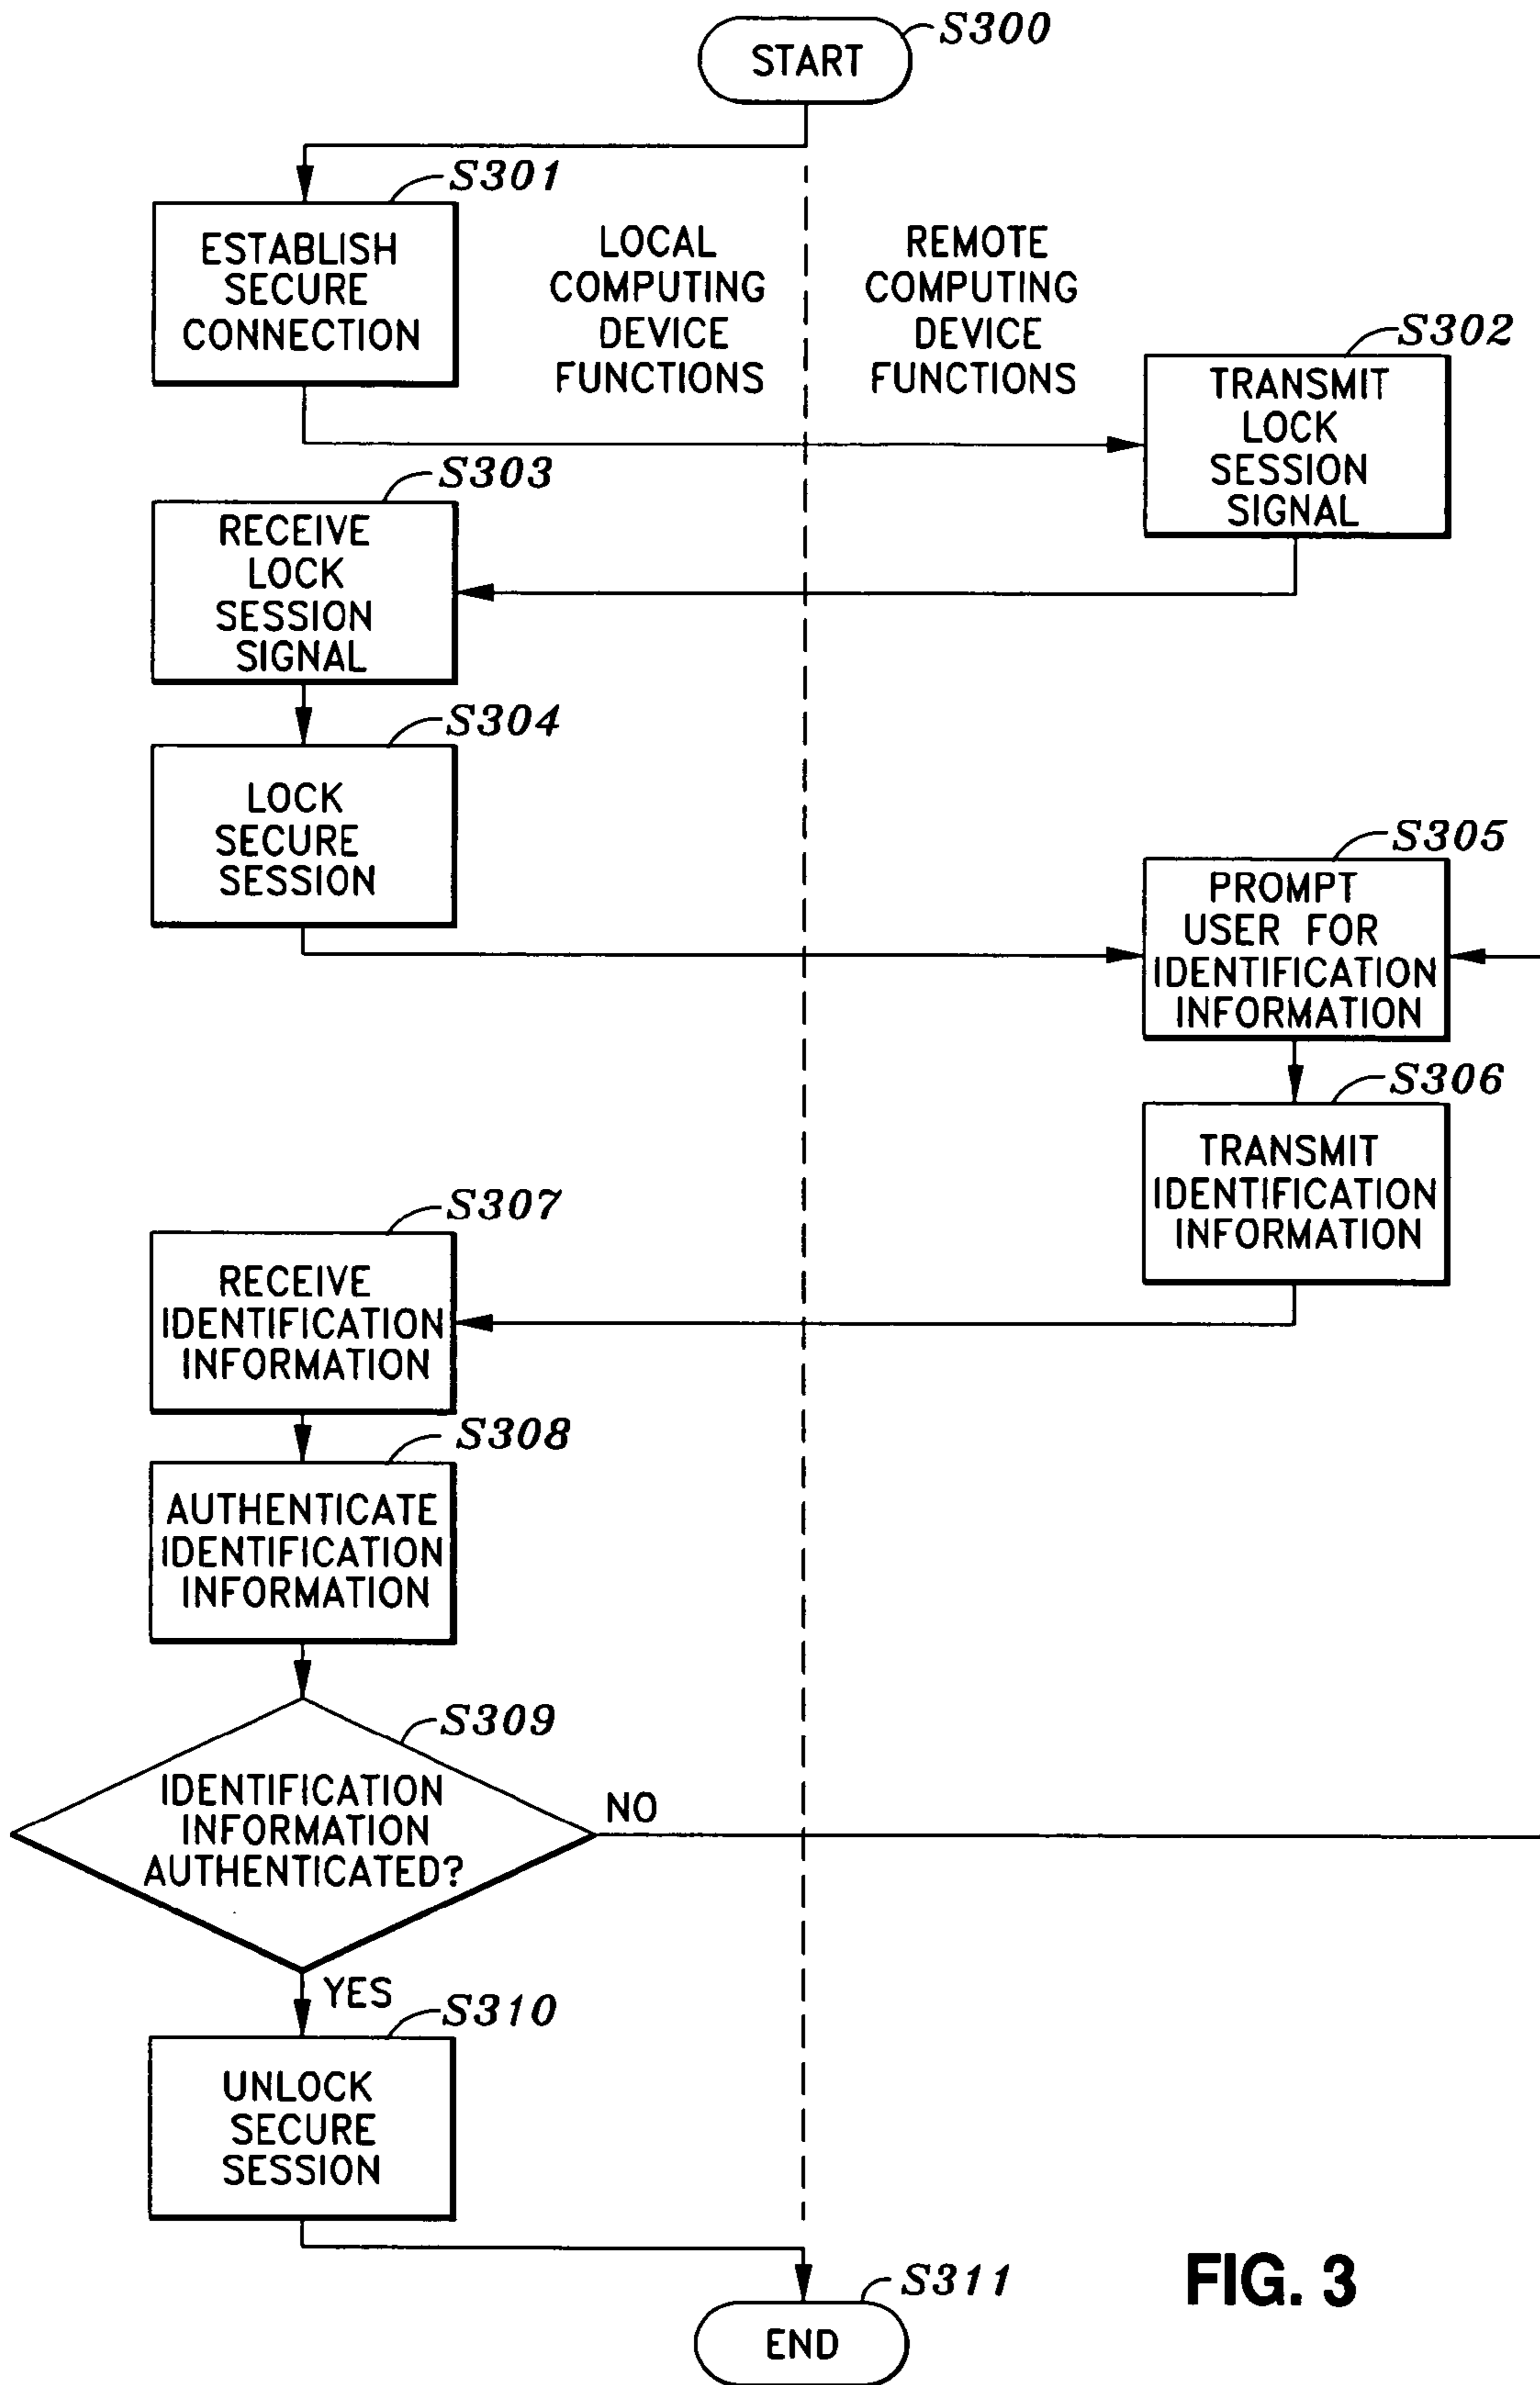 START
S300
S301
ESTABLISH
SECURE
CONNECTION
LOCAL
COMPUTING
DEVICE
FUNCTIONS
REMOTE
COMPUTING
DEVICE
FUNCTIONS
S302
TRANSMIT
LOCK
SESSION
SIGNAL
S303
RECEIVE
LOCK
SESSION
SIGNAL
S304
LOCK
SECURE
SESSION
S305
PROMPT
USER FOR
IDENTIFICATION
INFORMATION
S306
TRANSMIT
IDENTIFICATION
INFORMATION
S307
RECEIVE
IDENTIFICATION
INFORMATION
S308
AUTHENTICATE
IDENTIFICATION
INFORMATION
S309
IDENTIFICATION
INFORMATION
AUTHENTICATED?
NO
YES
S310
UNLOCK
SECURE
SESSION
S311
END
FIG. 3